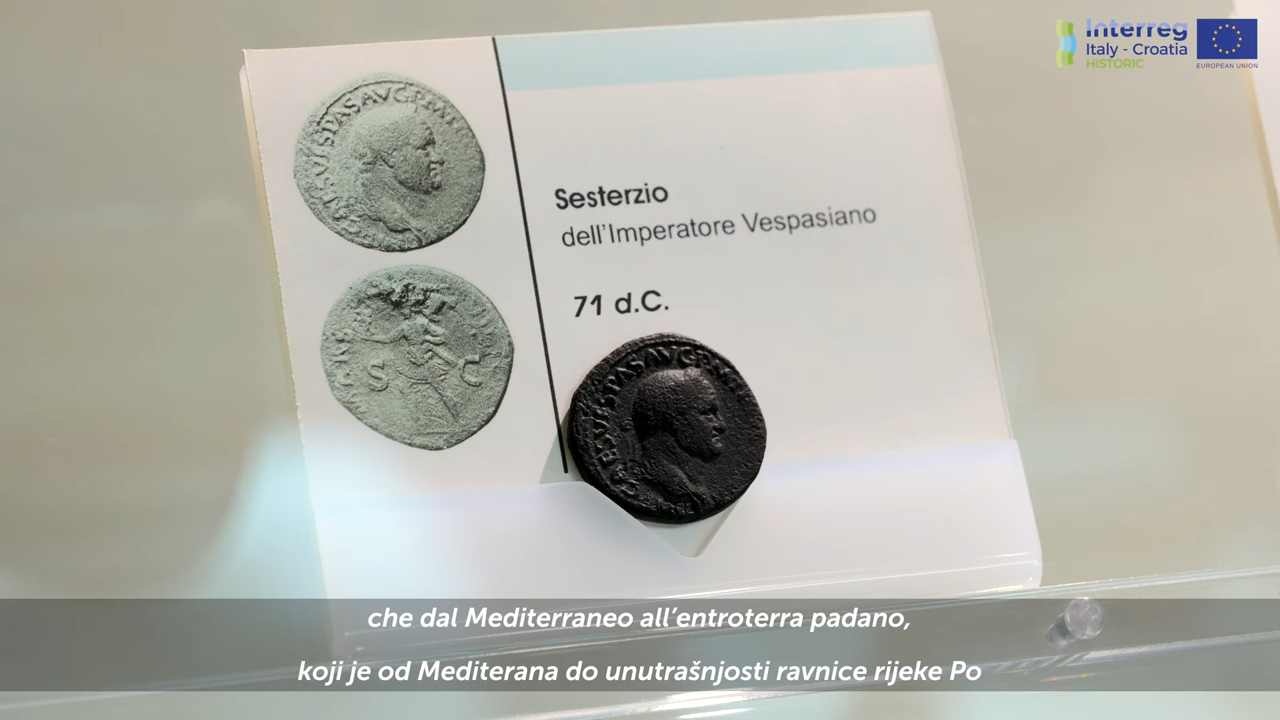 Interreg
Italy - Croatia
HISTORIC
EUROPEAN UNION
Sesterzio
dell'Imperatore Vespasiano
71 d.C.
S C
che dal Mediterraneo all'entroterra padano,
koji je od Mediterana do unutrašnjosti ravnice rijeke Po